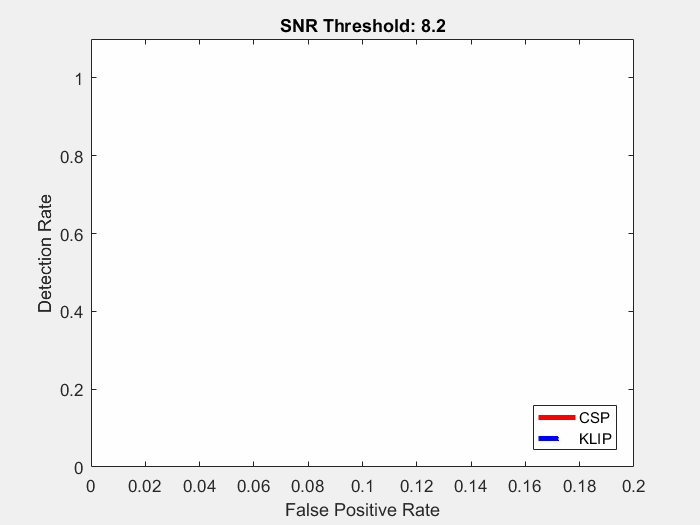 SNR Threshold: 8.2
1
0.8
0.6
0.4
0.2
0
Detection Rate
CSP
KLIP
0 0.02 0.04 0.06 0.08 0.1 0.12 0.14 0.16 0.18 0.2
False Positive Rate